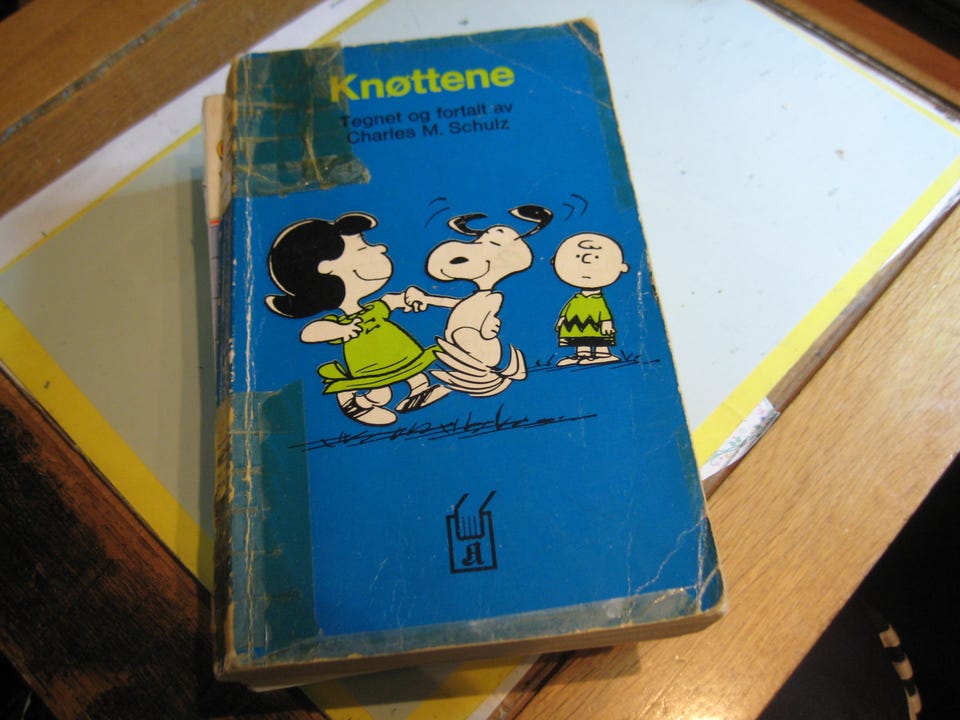 Knøttene
Tegnet og fortalt av
Charles M. Schulz
A